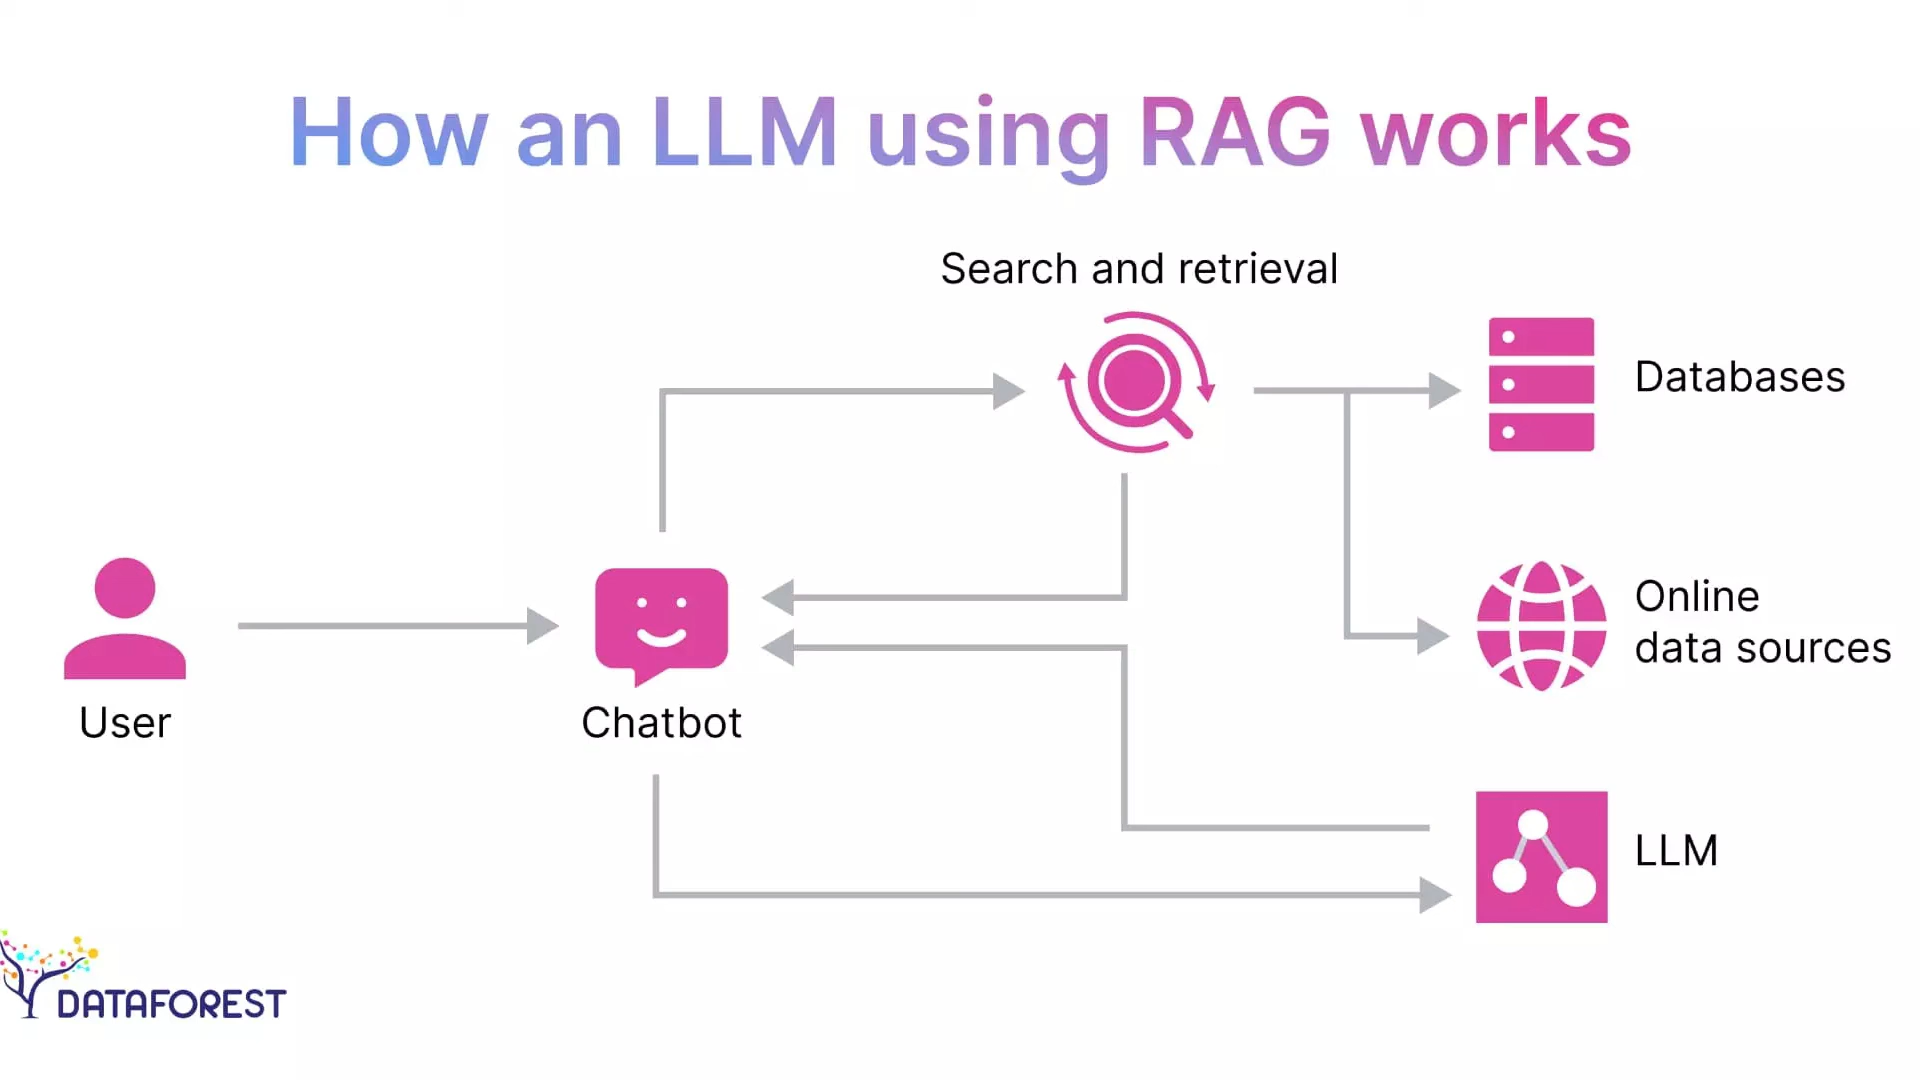 How an LLM using RAG works
Search and retrieval
Databases
Online
data sources
User
Chatbot
LLM
DATAFOREST